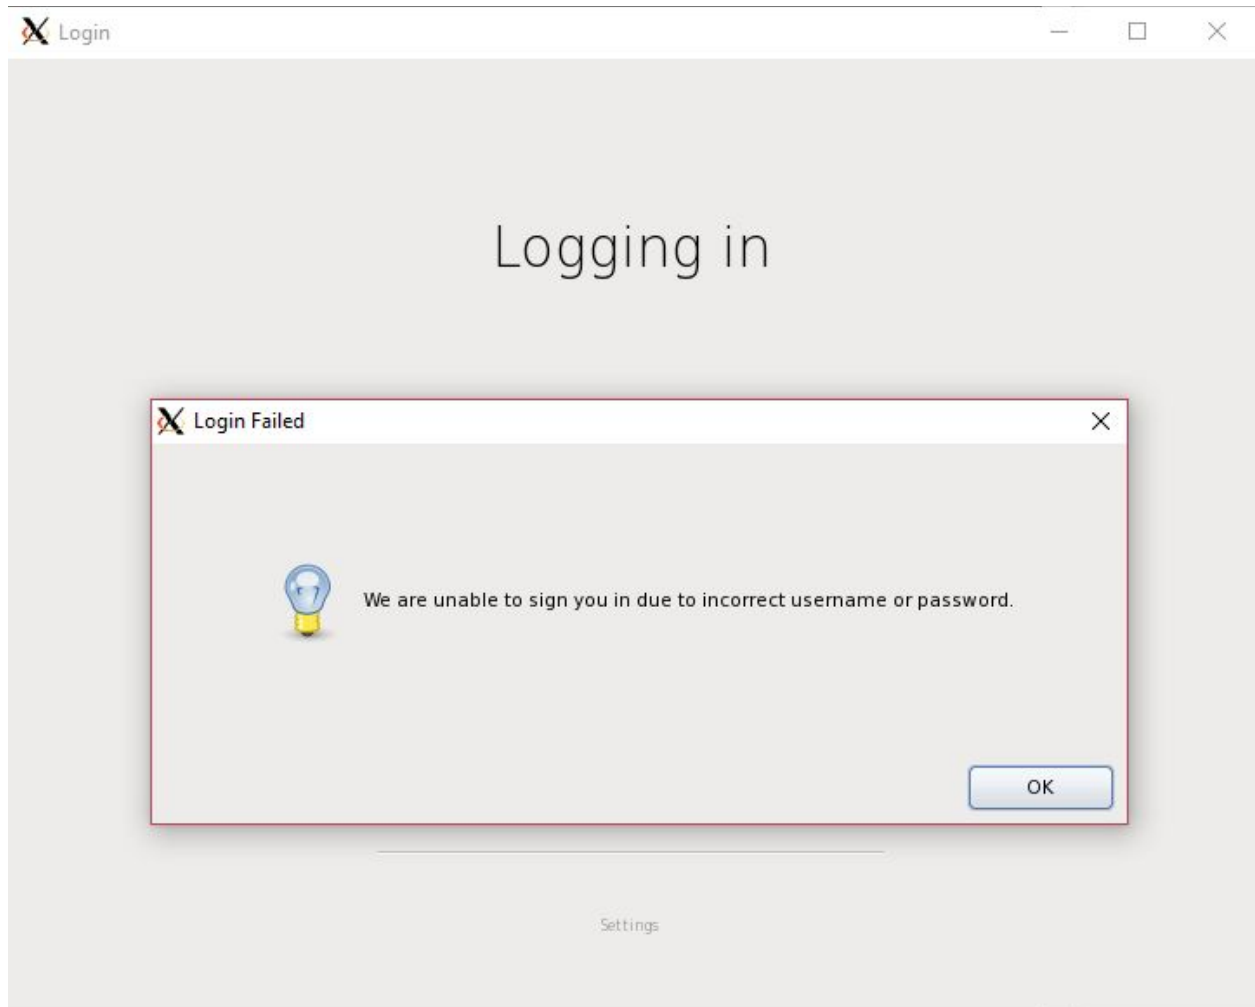 Login
Logging in
Login Failed
We are unable to sign you in due to incorrect username or password.
OK
Settings